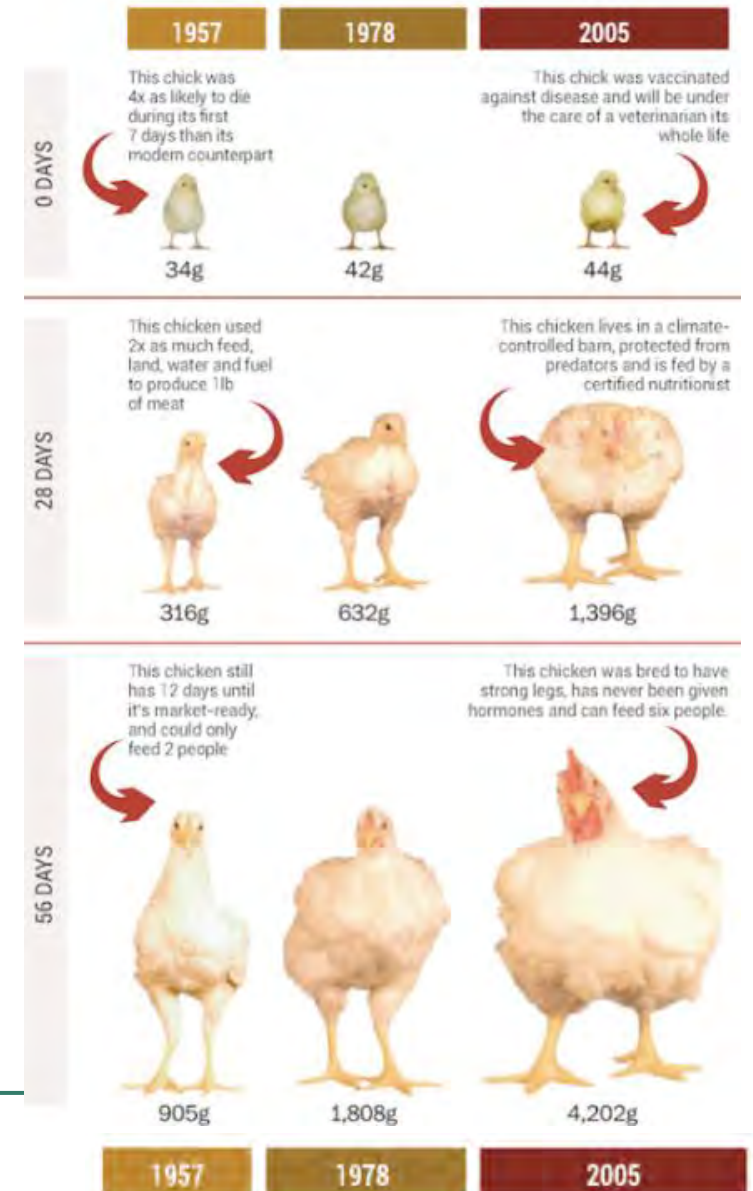 1957 1978 2005
0 DAYS
This chick was
4x as likely to die
during its first
7 days than its
modern counterpart
This chick was vaccinated
against disease and will be under
the care of a veterinarian its
whole life
34g 42g 44g
28 DAYS
This chicken used
2x as much feed,
land, water and fuel
to produce 1lb
of meat
This chicken lives in a climate-
controlled barn, protected from
predators and is fed by a
certified nutritionist
316g 632g 1,396g
56 DAYS
This chicken still
has 12 days until
it's market-ready,
and could only
feed 2 people
This chicken was bred to have
strong legs, has never been given
hormones and can feed six people.
905g 1,808g 4,202g
1957 1978 2005